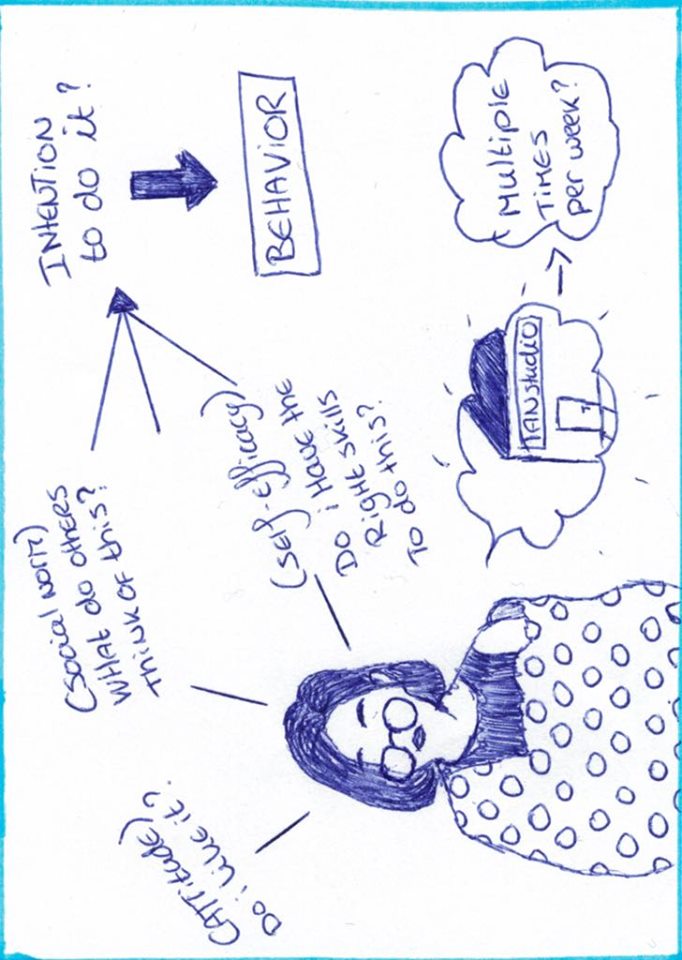 (ATTitude)
Do i like it?
(social norm)
WHAT do others
THink OF this?
(self-efficacy)
Do i Have the
RigHt skills
To do this?
INtENTION
to do it?
BEHAVIOR
TANstudio
MULtiPLE
TiMES
per week?